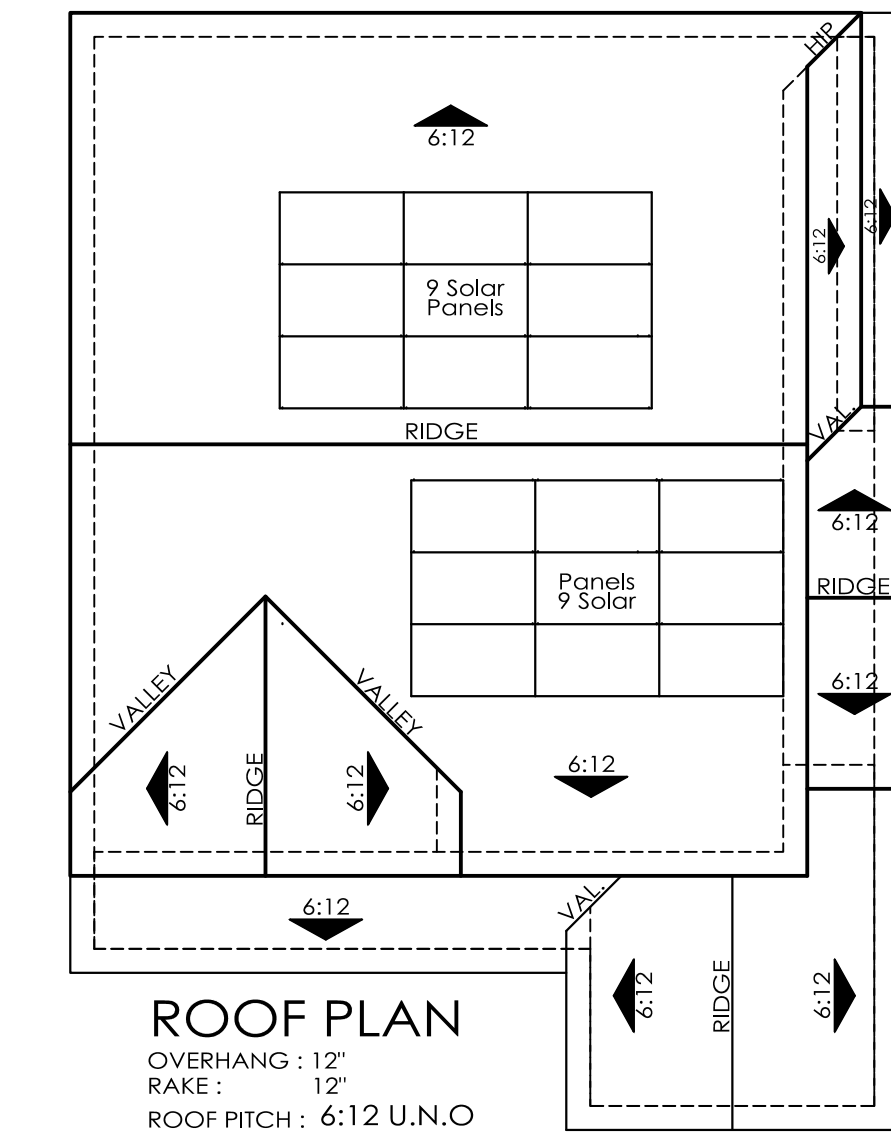 HIP
6:12
6:12
6:12
9 Solar
Panels
RIDGE
VAL.
6:12
Panels
9 Solar
RIDGE
VALLEY
VALLEY
6:12
6:12
RIDGE
6:12
6:12
6:12
VAL.
6:12
RIDGE
6:12
ROOF PLAN
OVERHANG : 12"
RAKE : 12"
ROOF PITCH : 6:12 U.N.O